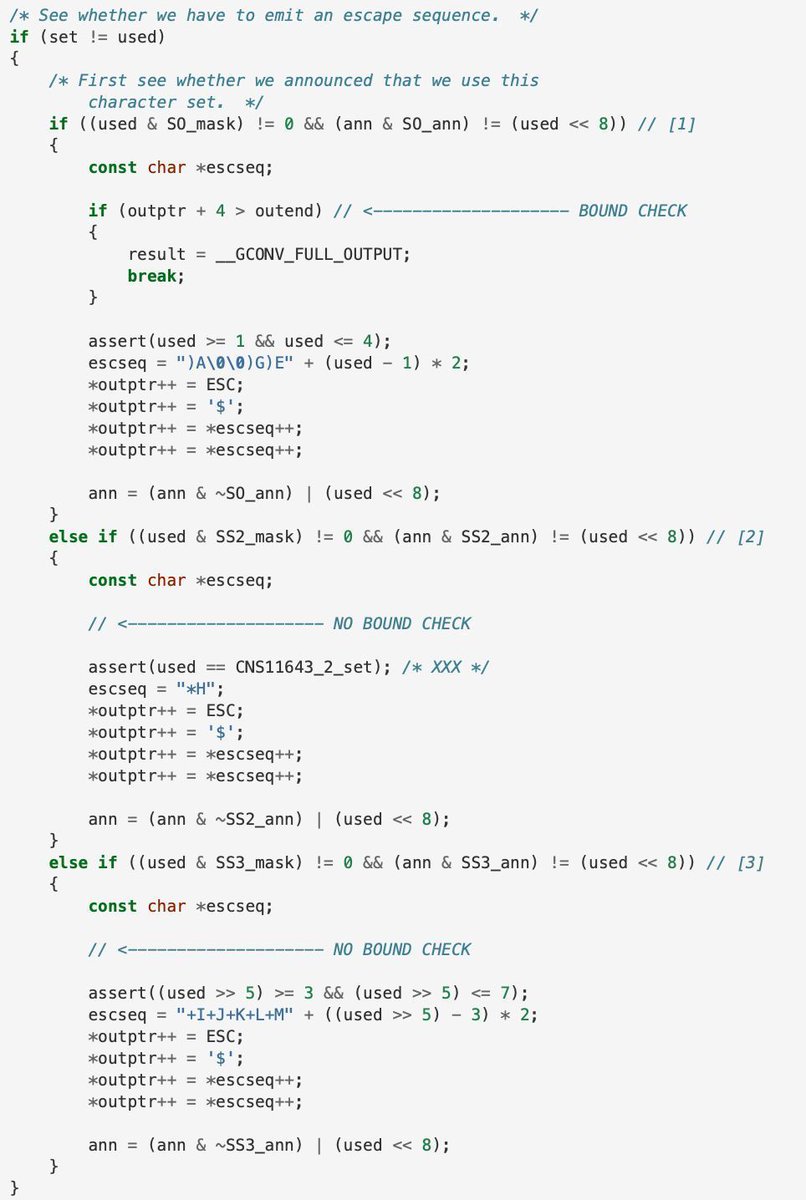 /* See whether we have to emit an escape sequence.  */
if (set != used)
{
    /* First see whether we announced that we use this
        character set.  */
    if ((used & SO_mask) != 0 && (ann & SO_ann) != (used << 8)) // [1]
    {
        const char *escseq;

        if (outptr + 4 > outend) // <-------------------- BOUND CHECK
        {
            result = __GCONV_FULL_OUTPUT;
            break;
        }

        assert(used >= 1 && used <= 4);
        escseq = ")A\0\0)G)E" + (used - 1) * 2;
        *outptr++ = ESC;
        *outptr++ = '$';
        *outptr++ = *escseq++;
        *outptr++ = *escseq++;

        ann = (ann & ~SO_ann) | (used << 8);
    }
    else if ((used & SS2_mask) != 0 && (ann & SS2_ann) != (used << 8)) // [2]
    {
        const char *escseq;

        // <-------------------- NO BOUND CHECK

        assert(used == CNS11643_2_set); /* XXX */
        escseq = "*H";
        *outptr++ = ESC;
        *outptr++ = '$';
        *outptr++ = *escseq++;
        *outptr++ = *escseq++;

        ann = (ann & ~SS2_ann) | (used << 8);
    }
    else if ((used & SS3_mask) != 0 && (ann & SS3_ann) != (used << 8)) // [3]
    {
        const char *escseq;

        // <-------------------- NO BOUND CHECK

        assert((used >> 5) >= 3 && (used >> 5) <= 7);
        escseq = "+I+J+K+L+M" + ((used >> 5) - 3) * 2;
        *outptr++ = ESC;
        *outptr++ = '$';
        *outptr++ = *escseq++;
        *outptr++ = *escseq++;

        ann = (ann & ~SS3_ann) | (used << 8);
    }
}